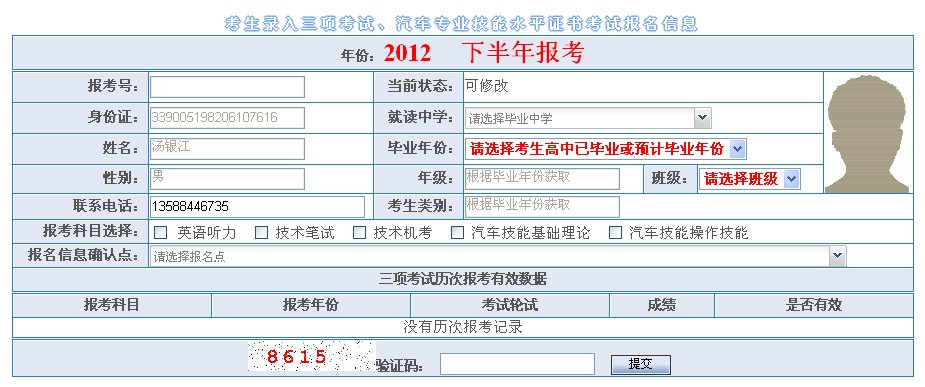 考生录入三项考试、汽车专业技能水平证书考试报名信息
年份：2012 下半年报考
报考号： 当前状态： 可修改
身份证： 339005198206107616 就读中学： 请选择毕业中学
姓名： 汤银江 毕业年份： 请选择考生高中已毕业或预计毕业年份
性别： 男 年级： 根据毕业年份获取 班级： 请选择班级
联系电话： 13588446735 考生类别： 根据毕业年份获取
报考科目选择： 英语听力 技术笔试 技术机考 汽车技能基础理论 汽车技能操作技能
报名信息确认点： 请选择报名点
三项考试历次报考有效数据
报考科目 报考年份 考试轮试 成绩 是否有效
没有历次报考记录
8615 验证码： 提交